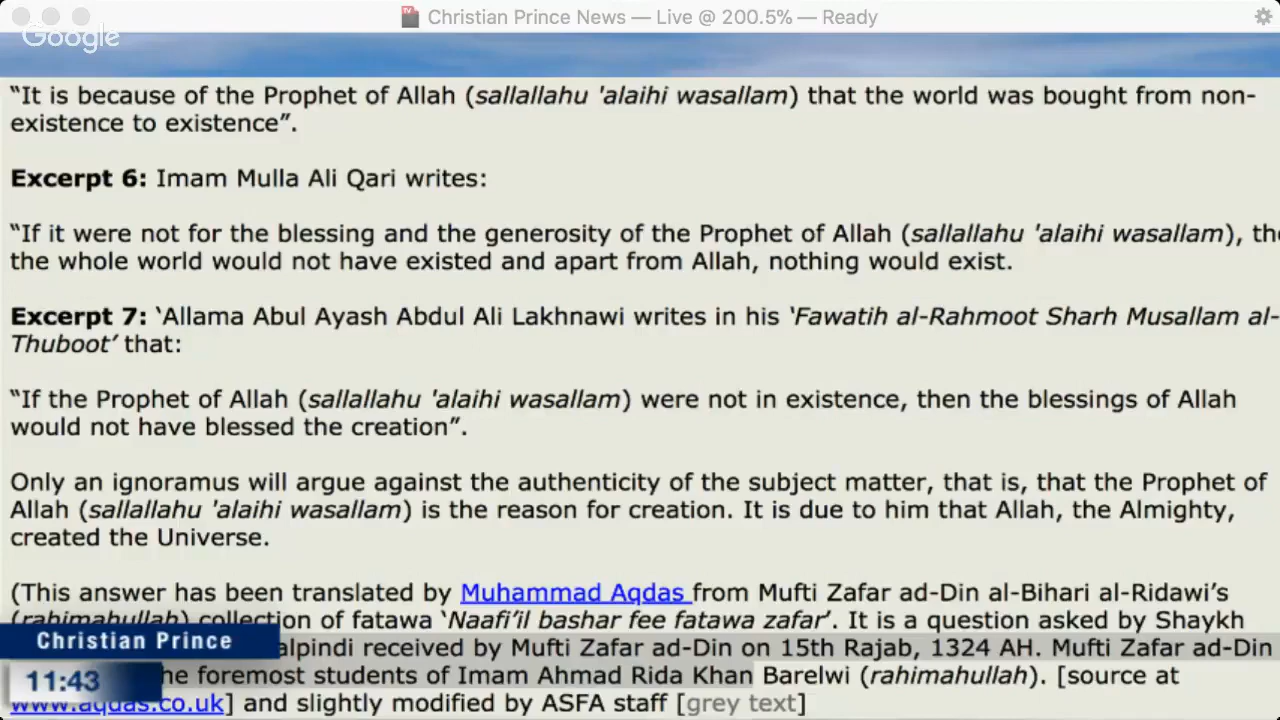 Christian Prince News — Live @ 200.5% — Ready
Google
“It is because of the Prophet of Allah (sallallahu 'alaihi wasallam) that the world was bought from non-
existence to existence”.
Excerpt 6: Imam Mulla Ali Qari writes:
“If it were not for the blessing and the generosity of the Prophet of Allah (sallallahu 'alaihi wasallam), the
the whole world would not have existed and apart from Allah, nothing would exist.
Excerpt 7: ‘Allama Abul Ayash Abdul Ali Lakhnawi writes in his ‘Fawatih al-Rahmoot Sharh Musallam al-
Thuboot’ that:
“If the Prophet of Allah (sallallahu 'alaihi wasallam) were not in existence, then the blessings of Allah
would not have blessed the creation”.
Only an ignoramus will argue against the authenticity of the subject matter, that is, that the Prophet of
Allah (sallallahu 'alaihi wasallam) is the reason for creation. It is due to him that Allah, the Almighty,
created the Universe.
(This answer has been translated by Muhammad Aqdas from Mufti Zafar ad-Din al-Bihari al-Ridawi’s
(rahimahullah) collection of fatawa ‘Naafi’il bashar fee fatawa zafar’. It is a question asked by Shaykh
Christian Prince
alpindi received by Mufti Zafar ad-Din on 15th Rajab, 1324 AH. Mufti Zafar ad-Din
11:43
he foremost students of Imam Ahmad Rida Khan Barelwi (rahimahullah). [source at
www.aqdas.co.uk] and slightly modified by ASFA staff [grey text]